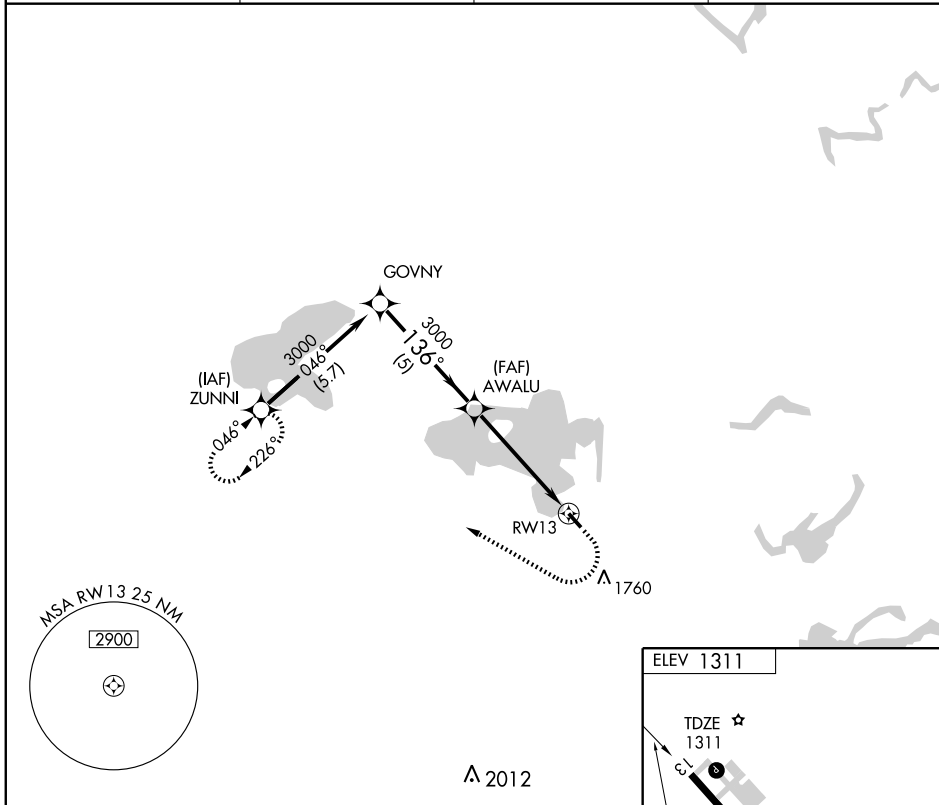 GOVNY
3000
136°
(5)
3000
046°
(5.7)
(IAF)
ZUNNI
(FAF)
AWALU
046°
226°
RW13
1760
MSA RW13 25 NM
2900
ELEV 1311
TDZE
1311
13
2012